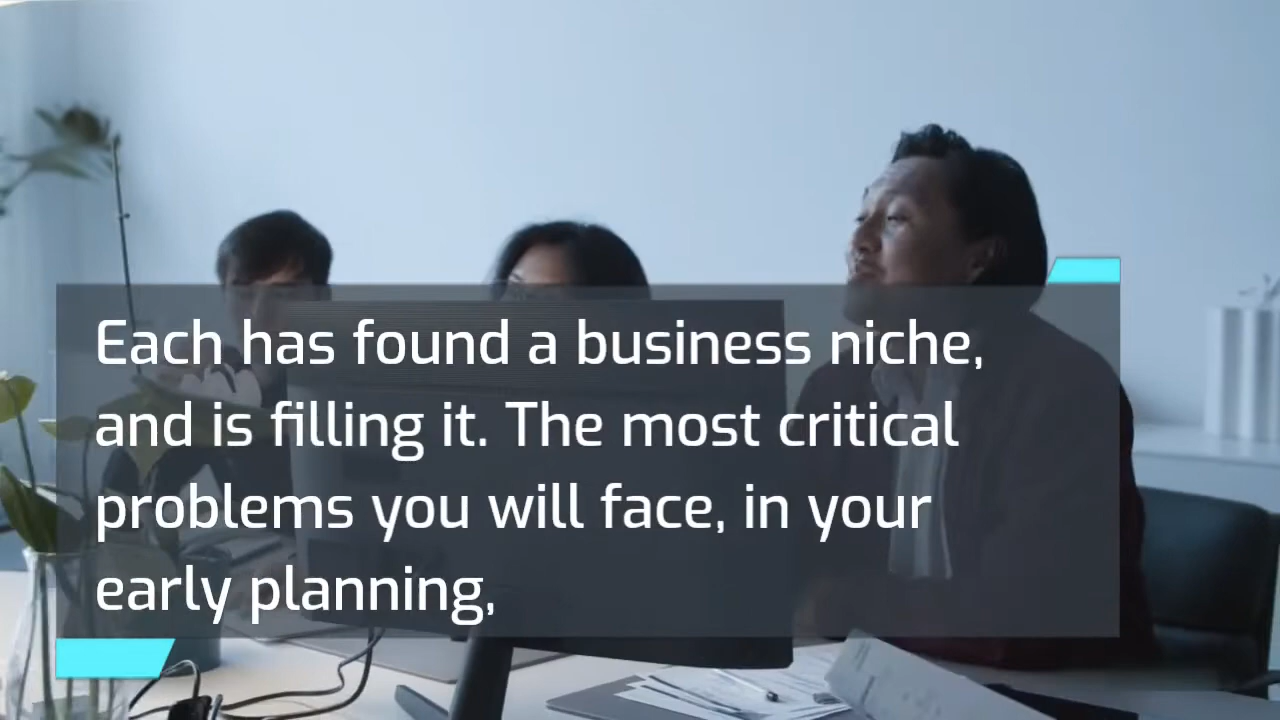 Each has found a business niche,
and is filling it. The most critical
problems you will face, in your
early planning,